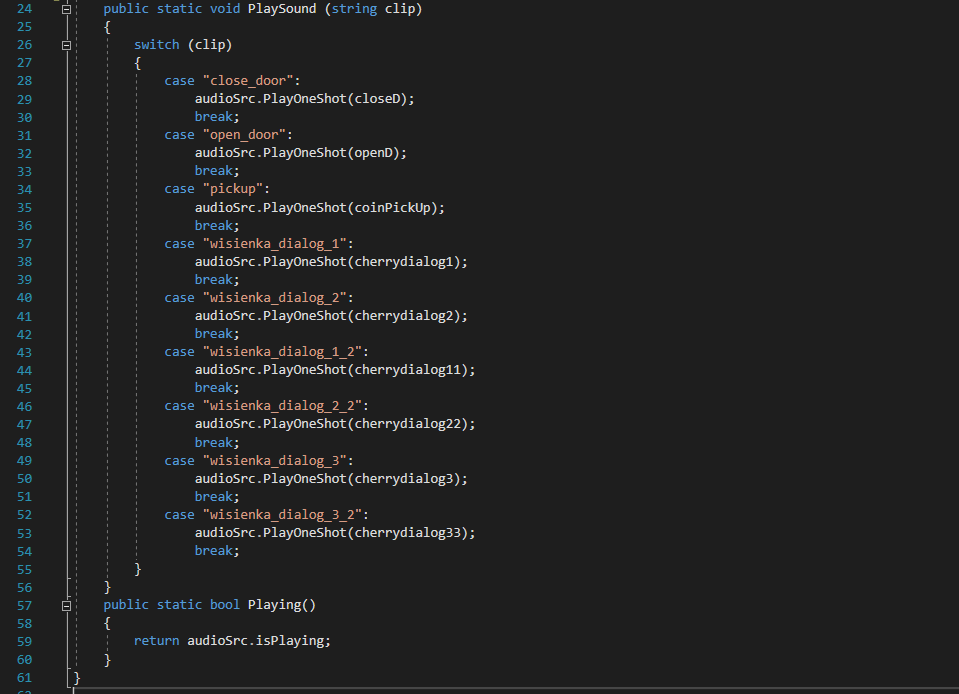 24 public static void PlaySound (string clip)
25 {
26 switch (clip)
27 {
28 case "close_door":
29 audioSrc.PlayOneShot(closeD);
30 break;
31 case "open_door":
32 audioSrc.PlayOneShot(openD);
33 break;
34 case "pickup":
35 audioSrc.PlayOneShot(coinPickUp);
36 break;
37 case "wisienka_dialog_1":
38 audioSrc.PlayOneShot(cherrydialog1);
39 break;
40 case "wisienka_dialog_2":
41 audioSrc.PlayOneShot(cherrydialog2);
42 break;
43 case "wisienka_dialog_1_2":
44 audioSrc.PlayOneShot(cherrydialog11);
45 break;
46 case "wisienka_dialog_2_2":
47 audioSrc.PlayOneShot(cherrydialog22);
48 break;
49 case "wisienka_dialog_3":
50 audioSrc.PlayOneShot(cherrydialog3);
51 break;
52 case "wisienka_dialog_3_2":
53 audioSrc.PlayOneShot(cherrydialog33);
54 break;
55 }
56 }
57 public static bool Playing()
58 {
59 return audioSrc.isPlaying;
60 }
61 }